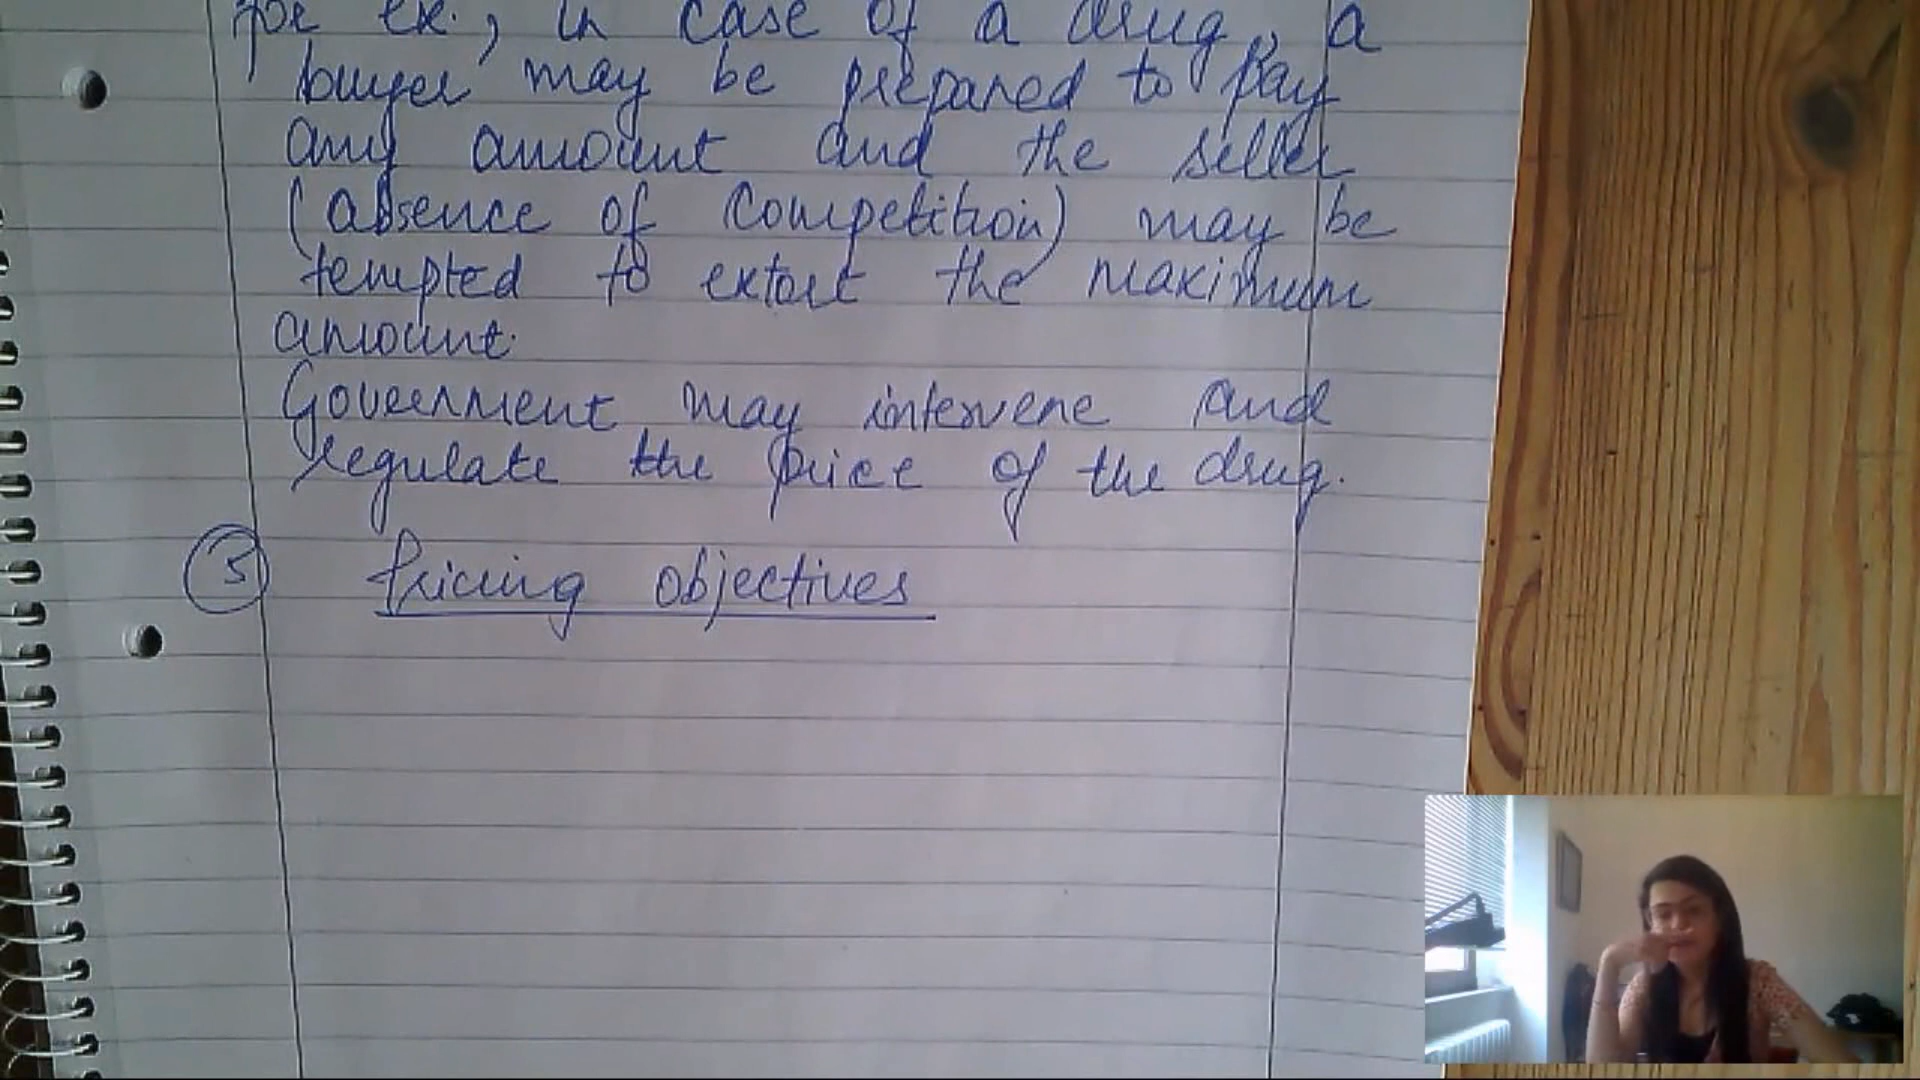 for ex., in case of a drug, a
buyer may be prepared to pay
any amount and the seller
(absence of competition) may be
tempted to extort the maximum
amount.
Government may intervene and
regulate the price of the drug.
5 Pricing objectives